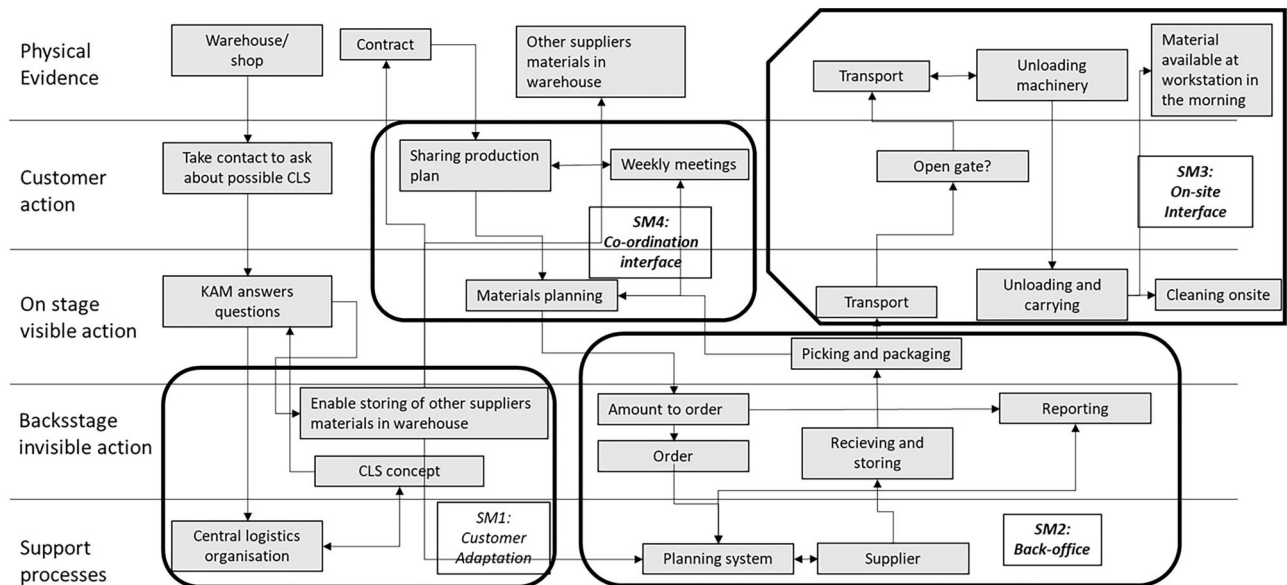 Physical
Evidence
Warehouse/
shop
Contract
Other suppliers
materials in
warehouse
Transport
Unloading
machinery
Material
available at
workstation in
the morning
Customer
action
Take contact to ask
about possible CLS
Sharing production
plan
Weekly meetings
SM4:
Co-ordination
interface
Open gate?
SM3:
On-site
Interface
On stage
visible action
KAM answers
questions
Materials planning
Transport
Unloading and
carrying
Cleaning onsite
Picking and packaging
Backsstage
invisible action
Enable storing of other suppliers
materials in warehouse
CLS concept
Amount to order
Order
Recieving and
storing
Reporting
Support
processes
Central logistics
organisation
SM1:
Customer
Adaptation
Planning system
Supplier
SM2:
Back-office